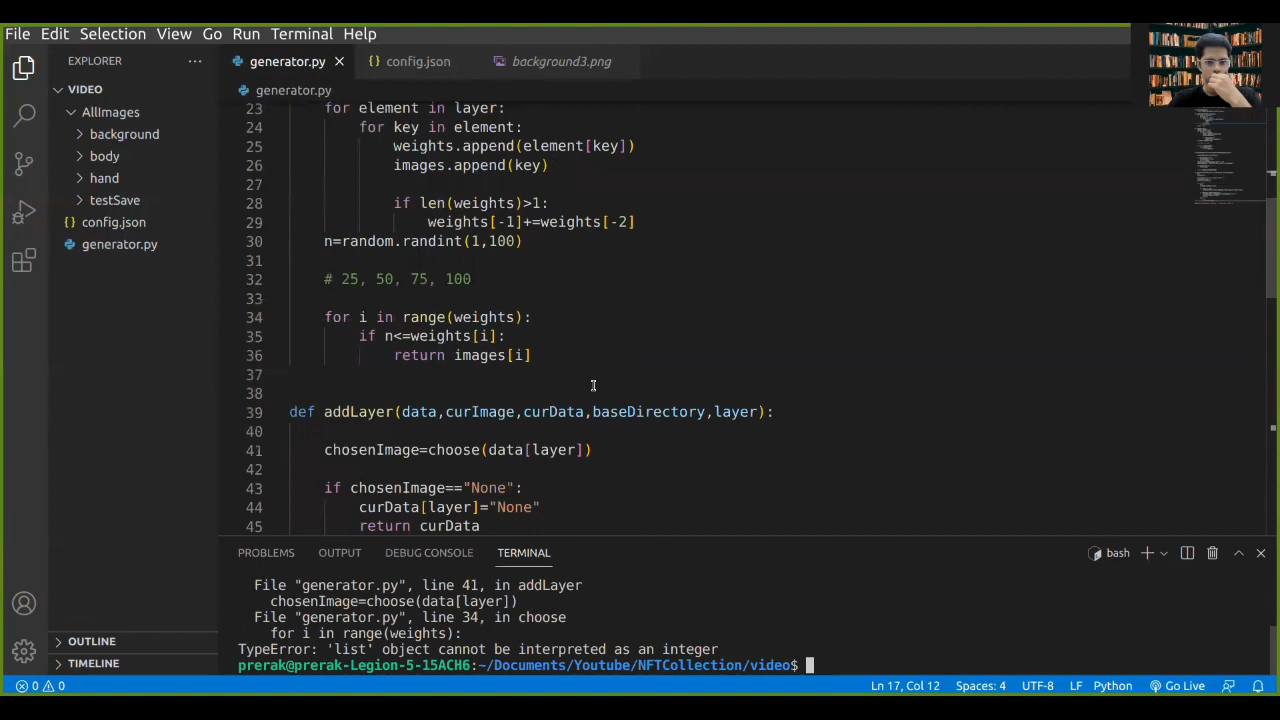 File Edit Selection View Go Run Terminal Help
EXPLORER ...
generator.py
config.json
background3.png
VIDEO
AllImages
background
body
hand
testSave
config.json
generator.py
OUTLINE
TIMELINE
generator.py
23 for element in layer:
24 for key in element:
25 weights.append(element[key])
26 images.append(key)
27
28 if len(weights)>1:
29 weights[-1]+=weights[-2]
30 n=random.randint(1,100)
31
32 # 25, 50, 75, 100
33
34 for i in range(weights):
35 if n<=weights[i]:
36 return images[i]
37
38
39 def addLayer(data,curImage,curData,baseDirectory,layer):
40
41 chosenImage=choose(data[layer])
42
43 if chosenImage=="None":
44 curData[layer]="None"
45 return curData
PROBLEMS OUTPUT DEBUG CONSOLE TERMINAL
bash
File "generator.py", line 41, in addLayer
chosenImage=choose(data[layer])
File "generator.py", line 34, in choose
for i in range(weights):
TypeError: 'list' object cannot be interpreted as an integer
prerak@prerak-Legion-5-15ACH6:~/Documents/Youtube/NFTCollection/video$
0 0
Ln 17, Col 12 Spaces: 4 UTF-8 LF Python Go Live